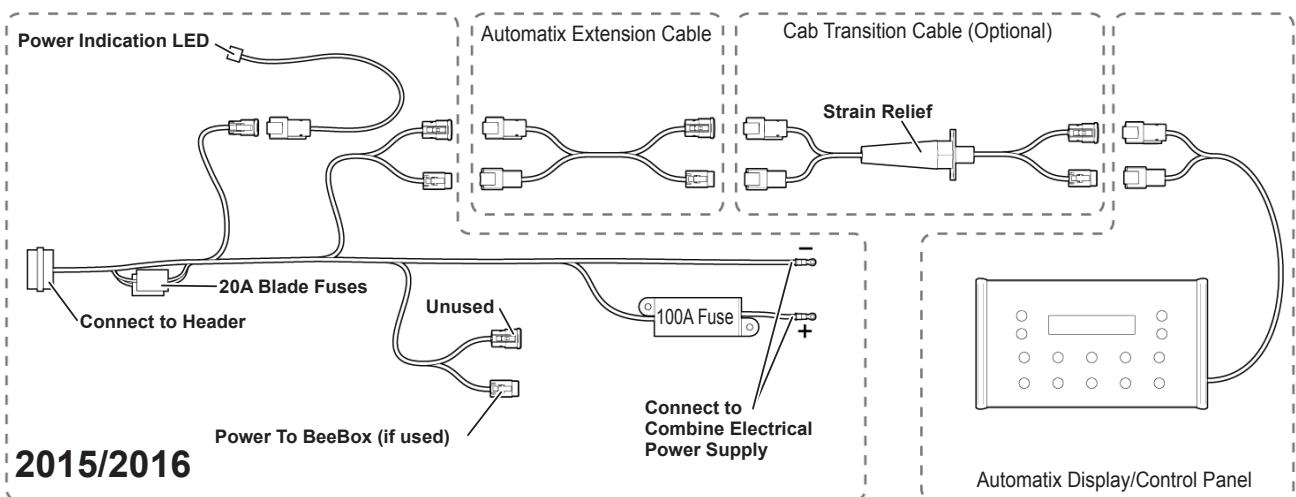 Power Indication LED
Automatix Extension Cable
Cab Transition Cable (Optional)
Strain Relief
20A Blade Fuses
Connect to Header
Unused
100A Fuse
−
+
Power To BeeBox (if used)
Connect to
Combine Electrical
Power Supply
2015/2016
Automatix Display/Control Panel